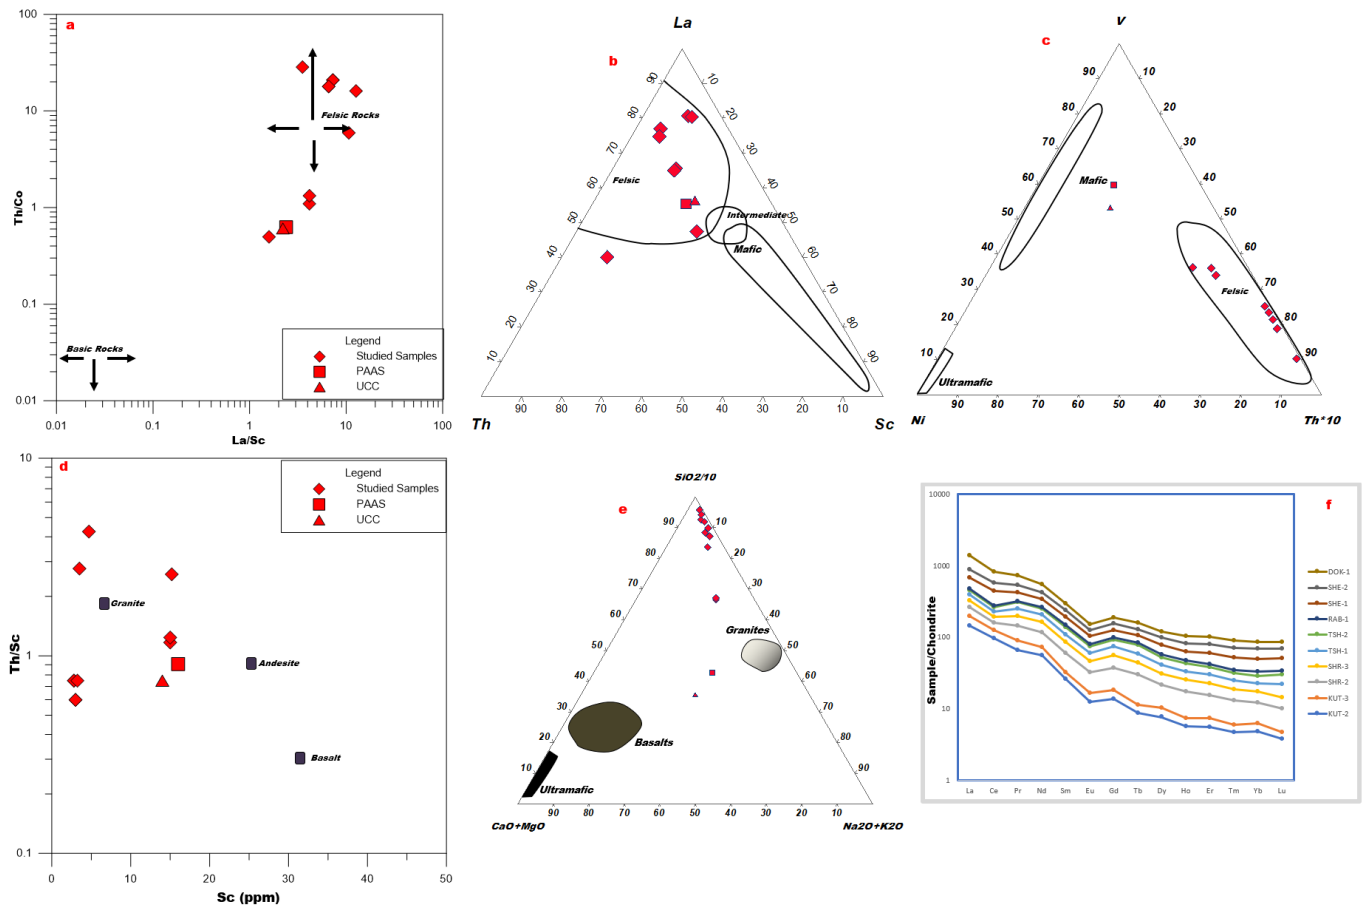 a
100
10
1
0.1
0.01
Th/Co
Felsic Rocks
Basic Rocks
Legend
Studied Samples
PAAS
UCC
0.01
0.1
1
10
100
La/Sc
La
b
90
80
70
60
50
40
30
20
10
10
20
30
40
50
60
70
80
90
Felsic
Intermediate
Mafic
90
80
70
60
50
40
30
20
10
Th
Sc
V
c
90
80
70
60
50
40
30
20
10
10
20
30
40
50
60
70
80
90
Mafic
Felsic
Ultramafic
90
80
70
60
50
40
30
20
10
Ni
Th*10
d
10
1
0.1
Th/Sc
Legend
Studied Samples
PAAS
UCC
Granite
Andesite
Basalt
0
10
20
30
40
50
Sc (ppm)
SiO2/10
e
90
80
70
60
50
40
30
20
10
10
20
30
40
50
60
70
80
90
Granites
Basalts
Ultramafic
90
80
70
60
50
40
30
20
10
CaO+MgO
Na2O+K2O
f
10000
1000
100
10
1
Sample/Chondrite
La Ce Pr Nd Sm Eu Gd Tb Dy Ho Er Tm Yb Lu
DOK-1
SHE-2
SHE-1
RAB-1
TSH-2
TSH-1
SHR-3
SHR-2
KUT-3
KUT-2